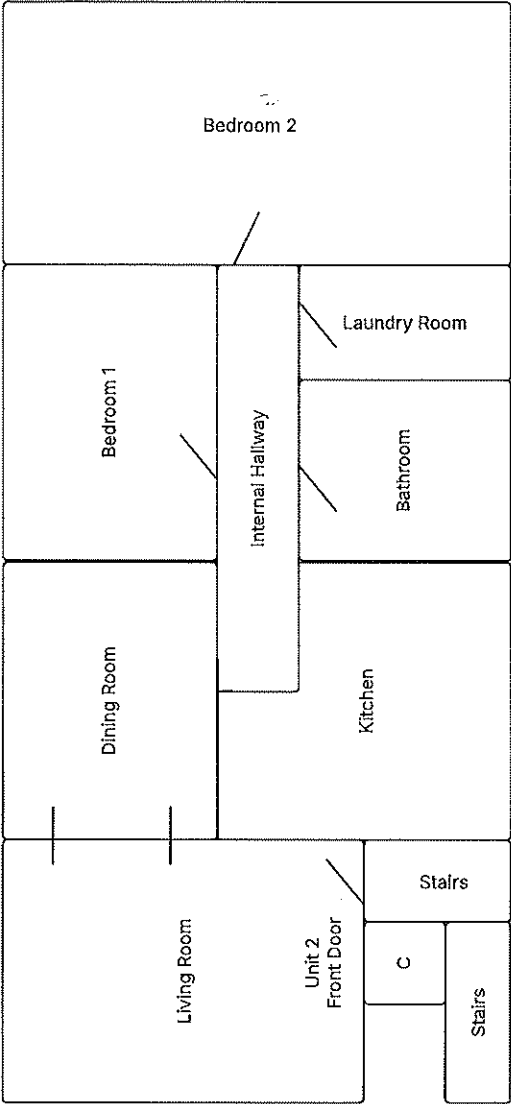 Bedroom 2
Laundry Room
Bedroom 1
Internal Hallway
Bathroom
Dining Room
Kitchen
Stairs
Living Room
Unit 2
Front Door
C
Stairs